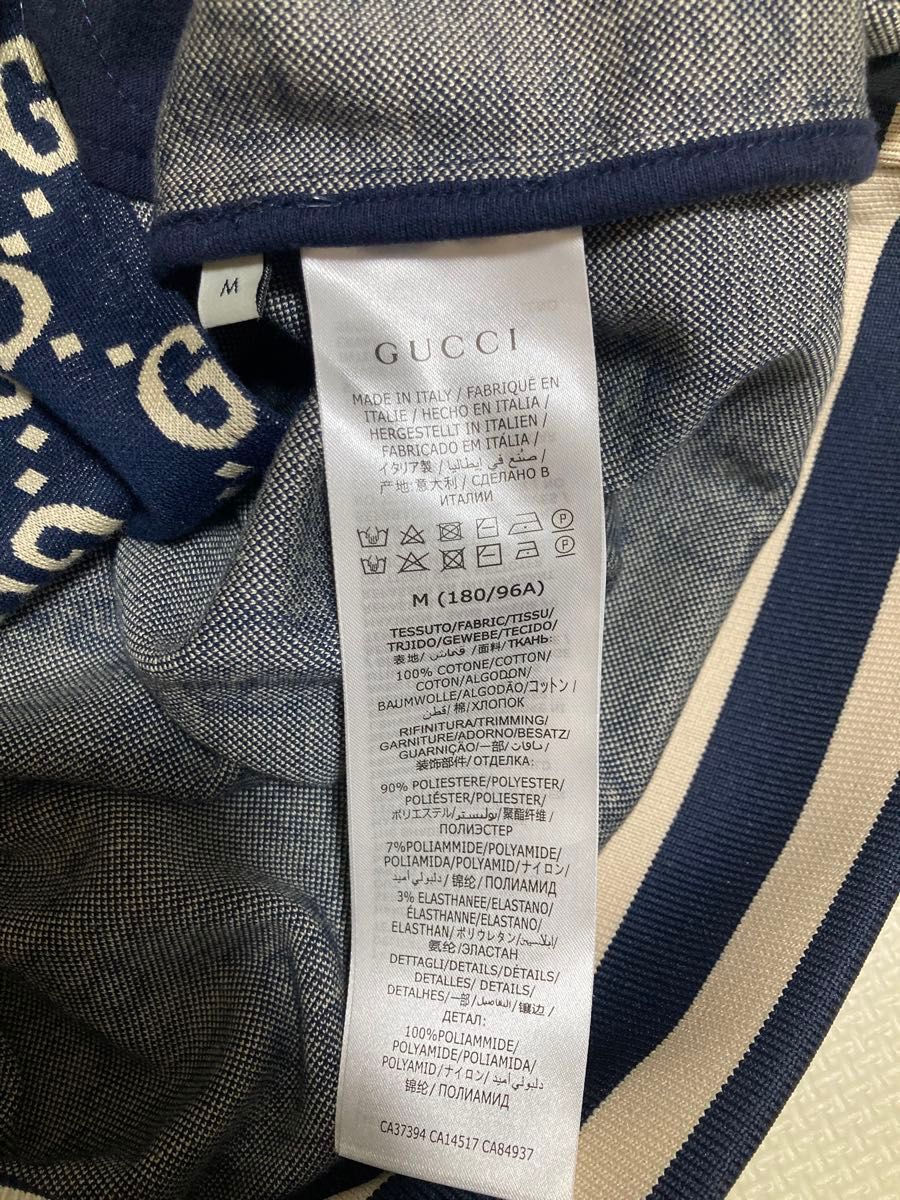 M
GUCCI
MADE IN ITALY / FABRIQUÉ EN
ITALIE / HECHO EN ITALIA /
HERGESTELLT IN ITALIEN /
FABRICADO EM ITÁLIA /
イタリア製 / صنع في إيطاليا /
产地:意大利 / СДЕЛАНО В
ИТАЛИИ
P
P
M (180/96A)
TESSUTO/FABRIC/TISSU/
TRJIDO/GEWEBE/TECIDO/
表地/ قماش /面料/ТКАНЬ:
100% COTONE/COTTON/
COTON/ALGODON/
BAUMWOLLE/ALGODÃO/コットン/
قطن/棉/ХЛОПОК
RIFINITURA/TRIMMING/
GARNITURE/ADORNO/BESATZ/
GUARNIÇÃO/一部/
装饰部件/ОТДЕЛКА:
90% POLIESTERE/POLYESTER/
POLIÉSTER/POLIESTER/
ポリエステル/بوليستر/聚酯纤维/
ПОЛИЭСТЕР
7%POLIAMMIDE/POLYAMIDE/
POLIAMIDA/POLYAMID/ナイロン/
锦纶/ПОЛИАМИД
3% ELASTHANEE/ELASTANO/
ÉLASTHANNE/ELASTANO/
ELASTHAN/ポリウレタン/
氨纶/ЭЛАСТАН
DETTAGLI/DETAILS/DÉTAILS/
DETALLES/ DETAILS/
DETALHES/一部/التفاصيل/镶边/
ДЕТАЛ:
100%POLIAMMIDE/
POLYAMIDE/POLIAMIDA/
POLYAMID/ナイロン/
锦纶/ПОЛИАМИД
CA37394 CA14517 CA84937